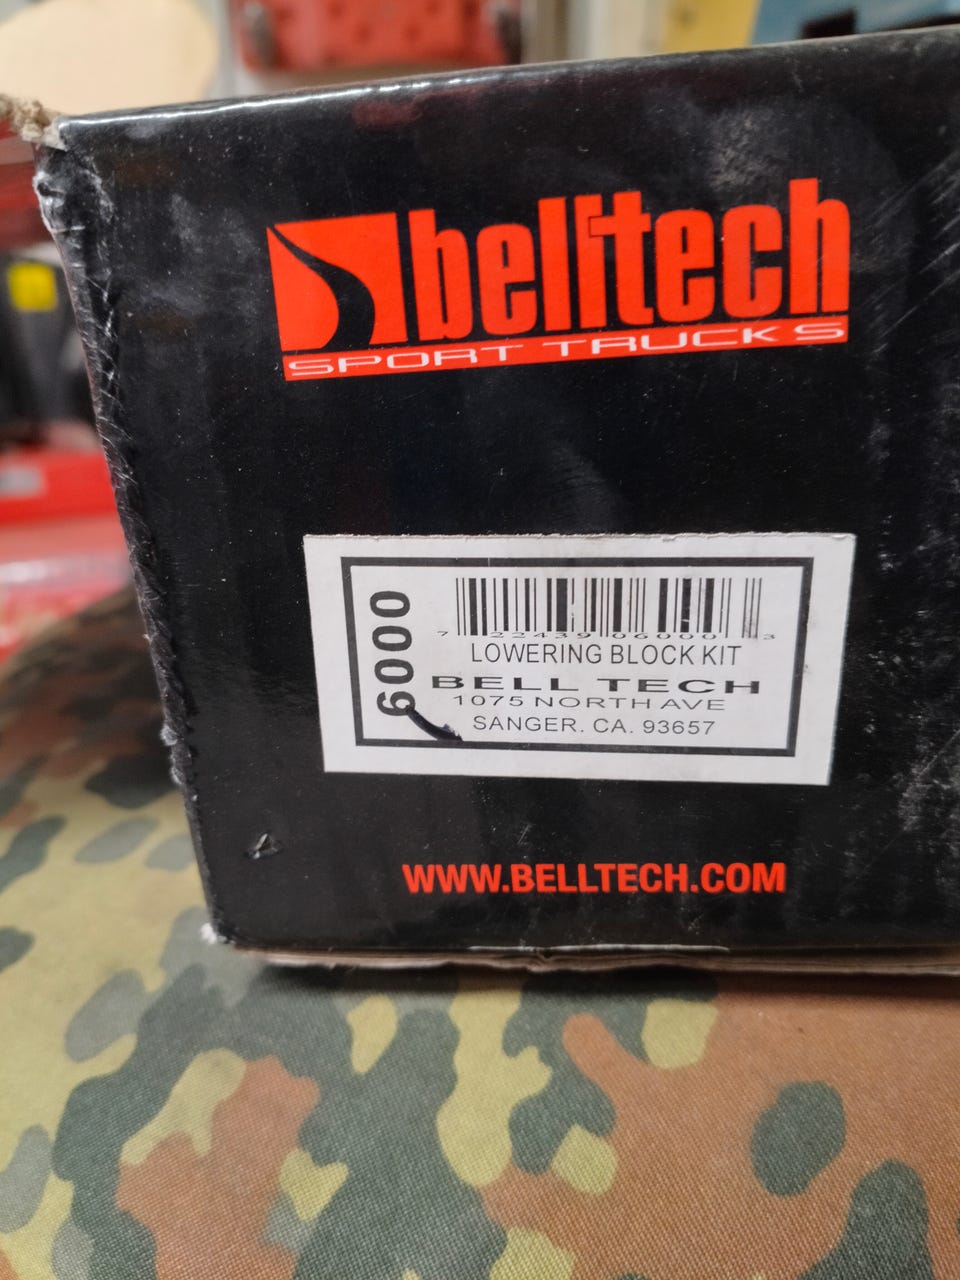 belltech
SPORT TRUCKS
6000
7 22439 06000 3
LOWERING BLOCK KIT
BELL TECH
1075 NORTH AVE
SANGER. CA. 93657
WWW.BELLTECH.COM